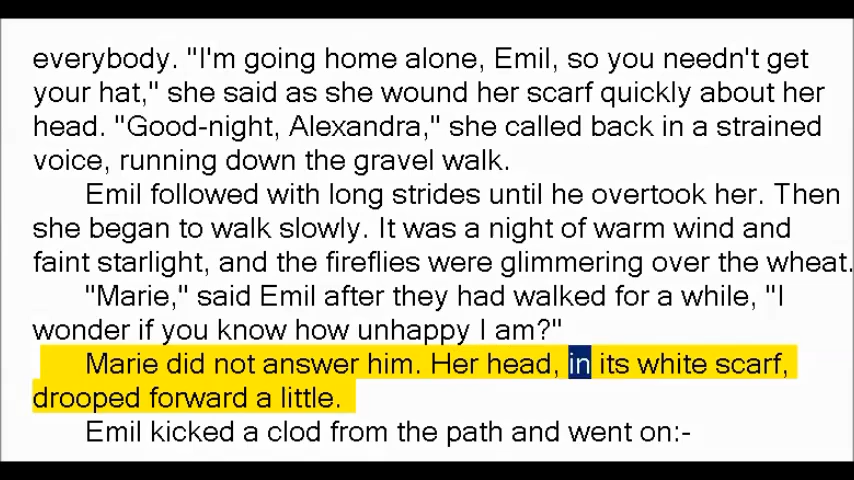 everybody. "I'm going home alone, Emil, so you needn't get
your hat," she said as she wound her scarf quickly about her
head. "Good-night, Alexandra," she called back in a strained
voice, running down the gravel walk.
Emil followed with long strides until he overtook her. Then
she began to walk slowly. It was a night of warm wind and
faint starlight, and the fireflies were glimmering over the wheat.
"Marie," said Emil after they had walked for a while, "I
wonder if you know how unhappy I am?"
Marie did not answer him. Her head, in its white scarf,
drooped forward a little.
Emil kicked a clod from the path and went on:-